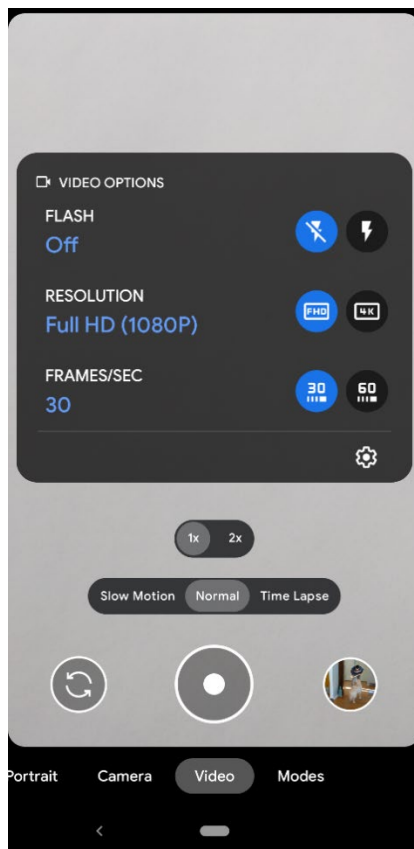 VIDEO OPTIONS
FLASH
Off
RESOLUTION
Full HD (1080P)
FHD 4K
FRAMES/SEC
30
30 60
1x 2x
Slow Motion Normal Time Lapse
Portrait Camera Video Modes